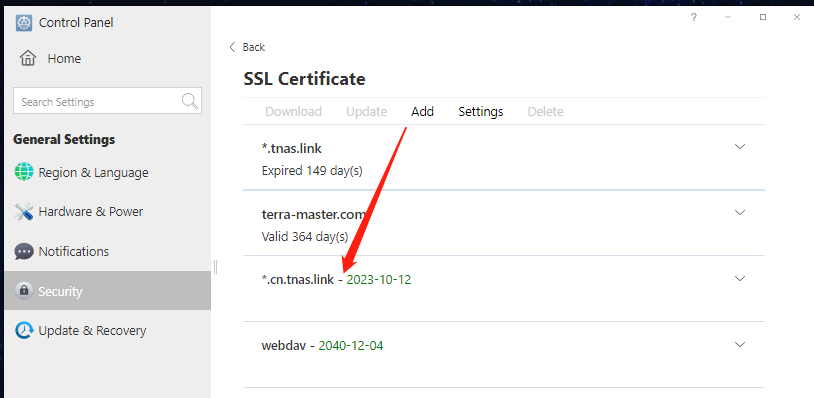 Control Panel
?
Home
Back
SSL Certificate
Search Settings
Download Update Add Settings Delete
General Settings
*.tnas.link
Region & Language
Expired 149 day(s)
Hardware & Power
terra-master.com
Valid 364 day(s)
Notifications
*.cn.tnas.link - 2023-10-12
Security
Update & Recovery
webdav - 2040-12-04